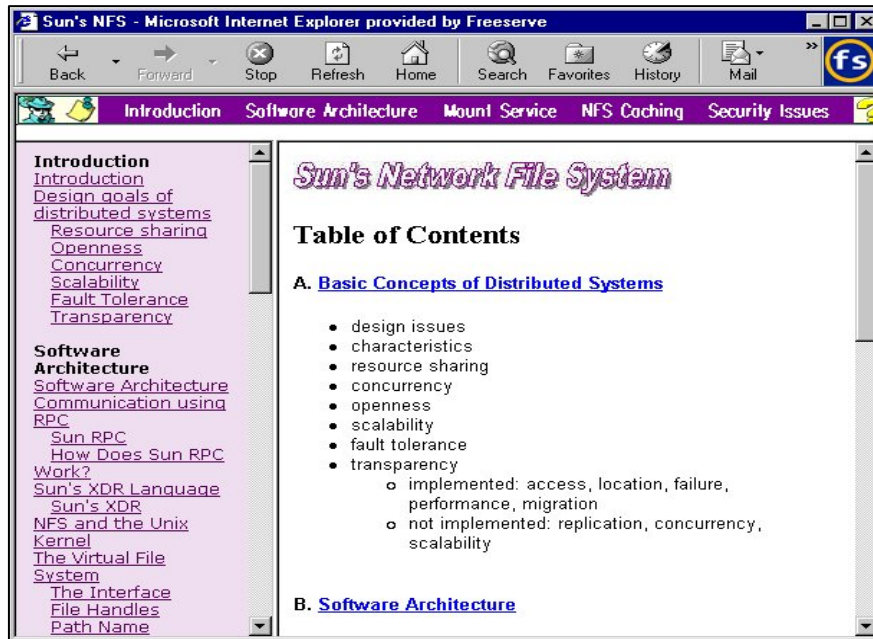 Sun's NFS - Microsoft Internet Explorer provided by Freeserve
Back
Forward
Stop
Refresh
Home
Search
Favorites
History
Mail
»
fs
Introduction
Software Architecture
Mount Service
NFS Caching
Security Issues
?
Introduction
Introduction
Design goals of
distributed systems
Resource sharing
Openness
Concurrency
Scalability
Fault Tolerance
Transparency
Software
Architecture
Software Architecture
Communication using
RPC
Sun RPC
How Does Sun RPC
Work?
Sun's XDR Language
Sun's XDR
NFS and the Unix
Kernel
The Virtual File
System
The Interface
File Handles
Path Name
Sun's Network File System
Table of Contents
A. Basic Concepts of Distributed Systems
• design issues
• characteristics
• resource sharing
• concurrency
• openness
• scalability
• fault tolerance
• transparency
o implemented: access, location, failure,
performance, migration
o not implemented: replication, concurrency,
scalability
B. Software Architecture